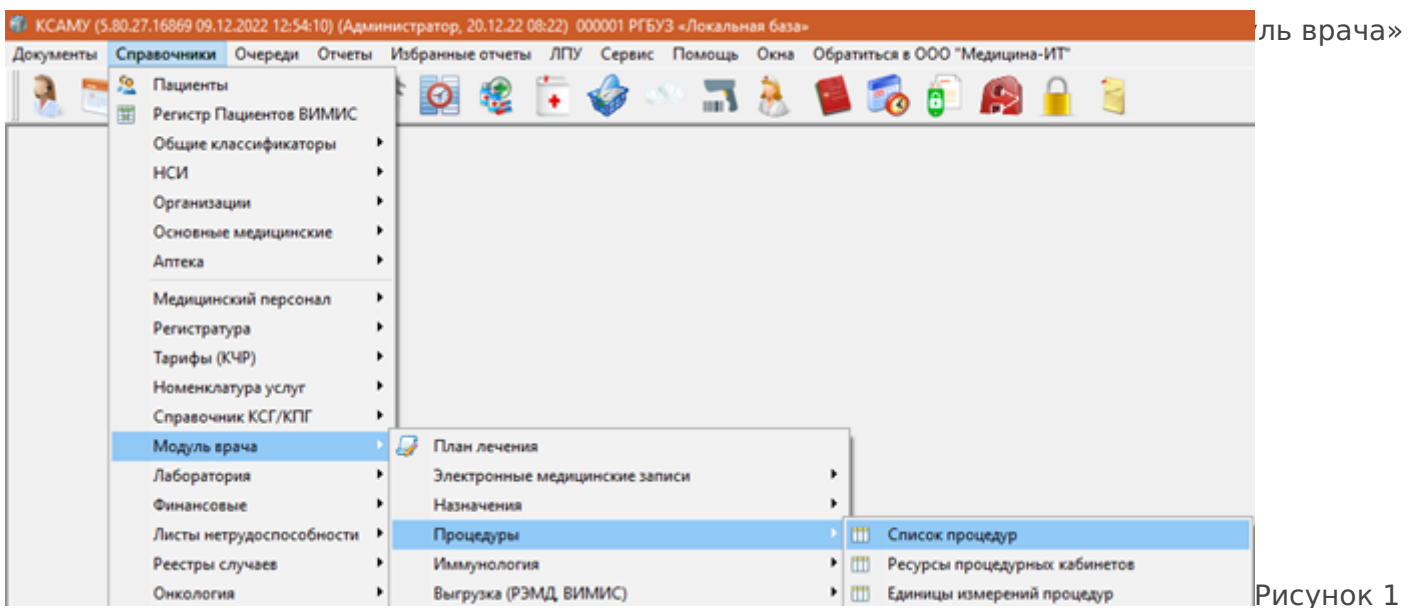 КСАМУ (5.80.27.16869 09.12.2022 12:54:10) (Администратор, 20.12.22 08:22) 000001 РГБУЗ «Локальная база»
ль врача»
Документы Справочники Очереди Отчеты Избранные отчеты ЛПУ Сервис Помощь Окна Обратиться в ООО "Медицина-ИТ"
Пациенты
Регистр Пациентов ВИМИС
Общие классификаторы
НСИ
Организации
Основные медицинские
Аптека
Медицинский персонал
Регистратура
Тарифы (КЧР)
Номенклатура услуг
Справочник КСГ/КПГ
Модуль врача
План лечения
Лаборатория
Электронные медицинские записи
Финансовые
Назначения
Листы нетрудоспособности
Процедуры
Список процедур
Реестры случаев
Иммунология
Ресурсы процедурных кабинетов
Онкология
Выгрузка (РЭМД, ВИМИС)
Единицы измерений процедур
Рисунок 1